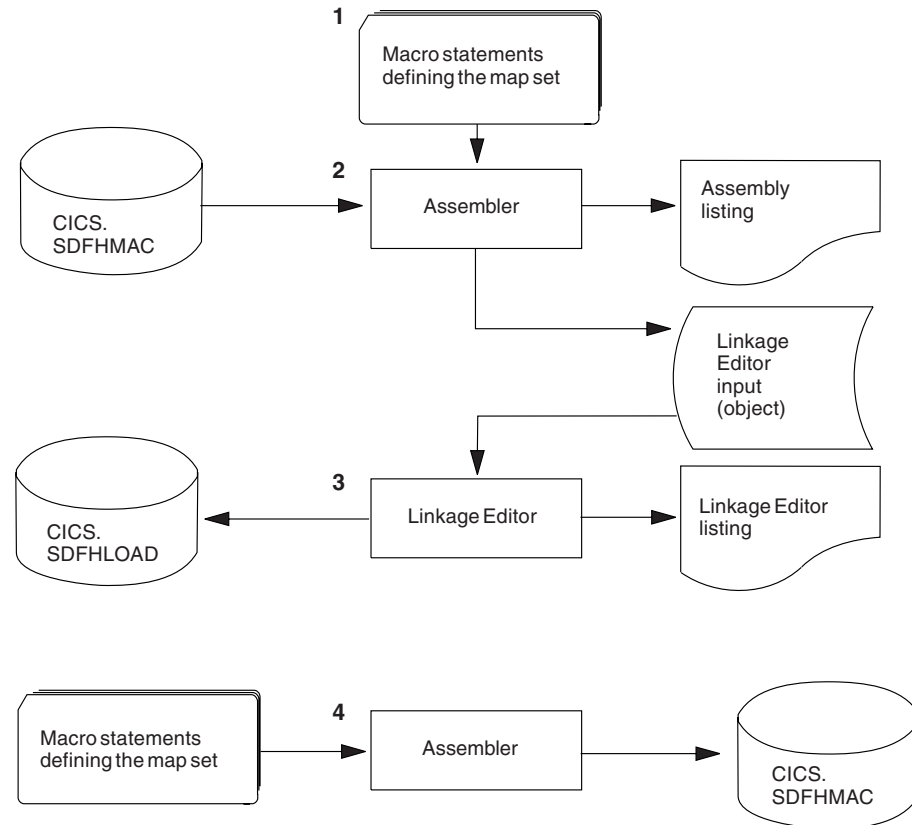 1
Macro statements
defining the map set
2
Assembler
Assembly
listing
CICS.
SDFHMAC
Linkage
Editor
input
(object)
3
Linkage Editor
Linkage Editor
listing
CICS.
SDFHLOAD
4
Macro statements
defining the map set
Assembler
CICS.
SDFHMAC